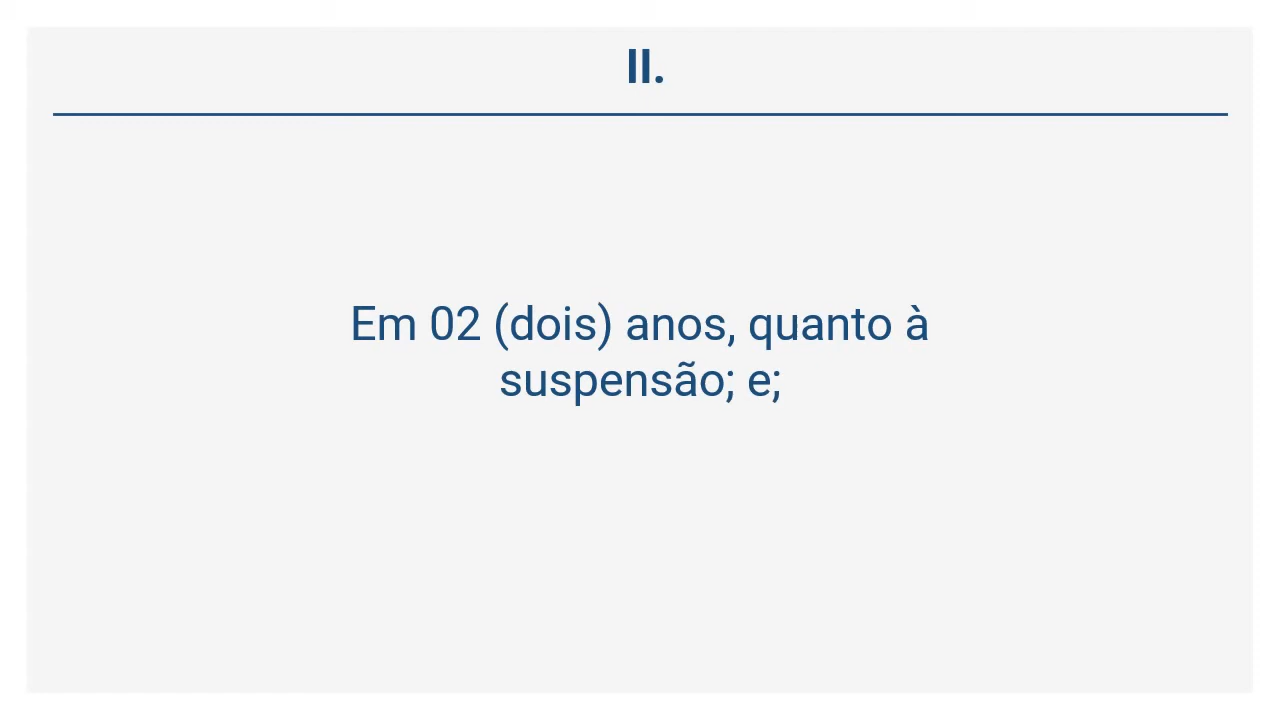 II.
Em 02 (dois) anos, quanto à
suspensão; e;